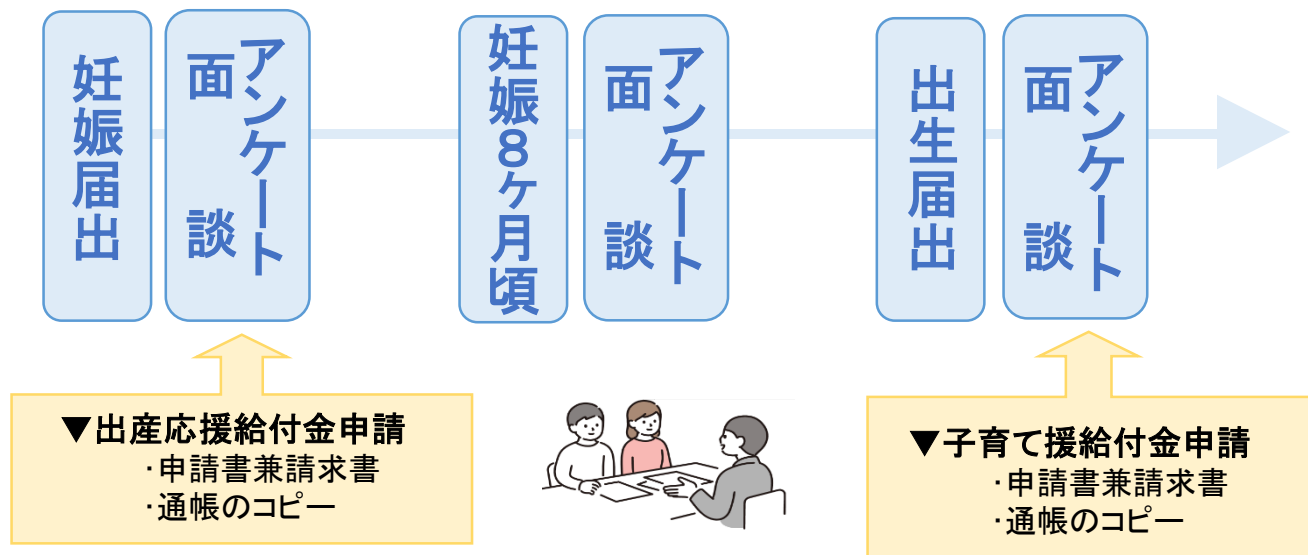 妊娠届出
アンケート
面談
妊娠８ヶ月頃
アンケート
面談
出生届出
アンケート
面談
▼出産応援給付金申請
・申請書兼請求書
・通帳のコピー
▼子育て援給付金申請
・申請書兼請求書
・通帳のコピー